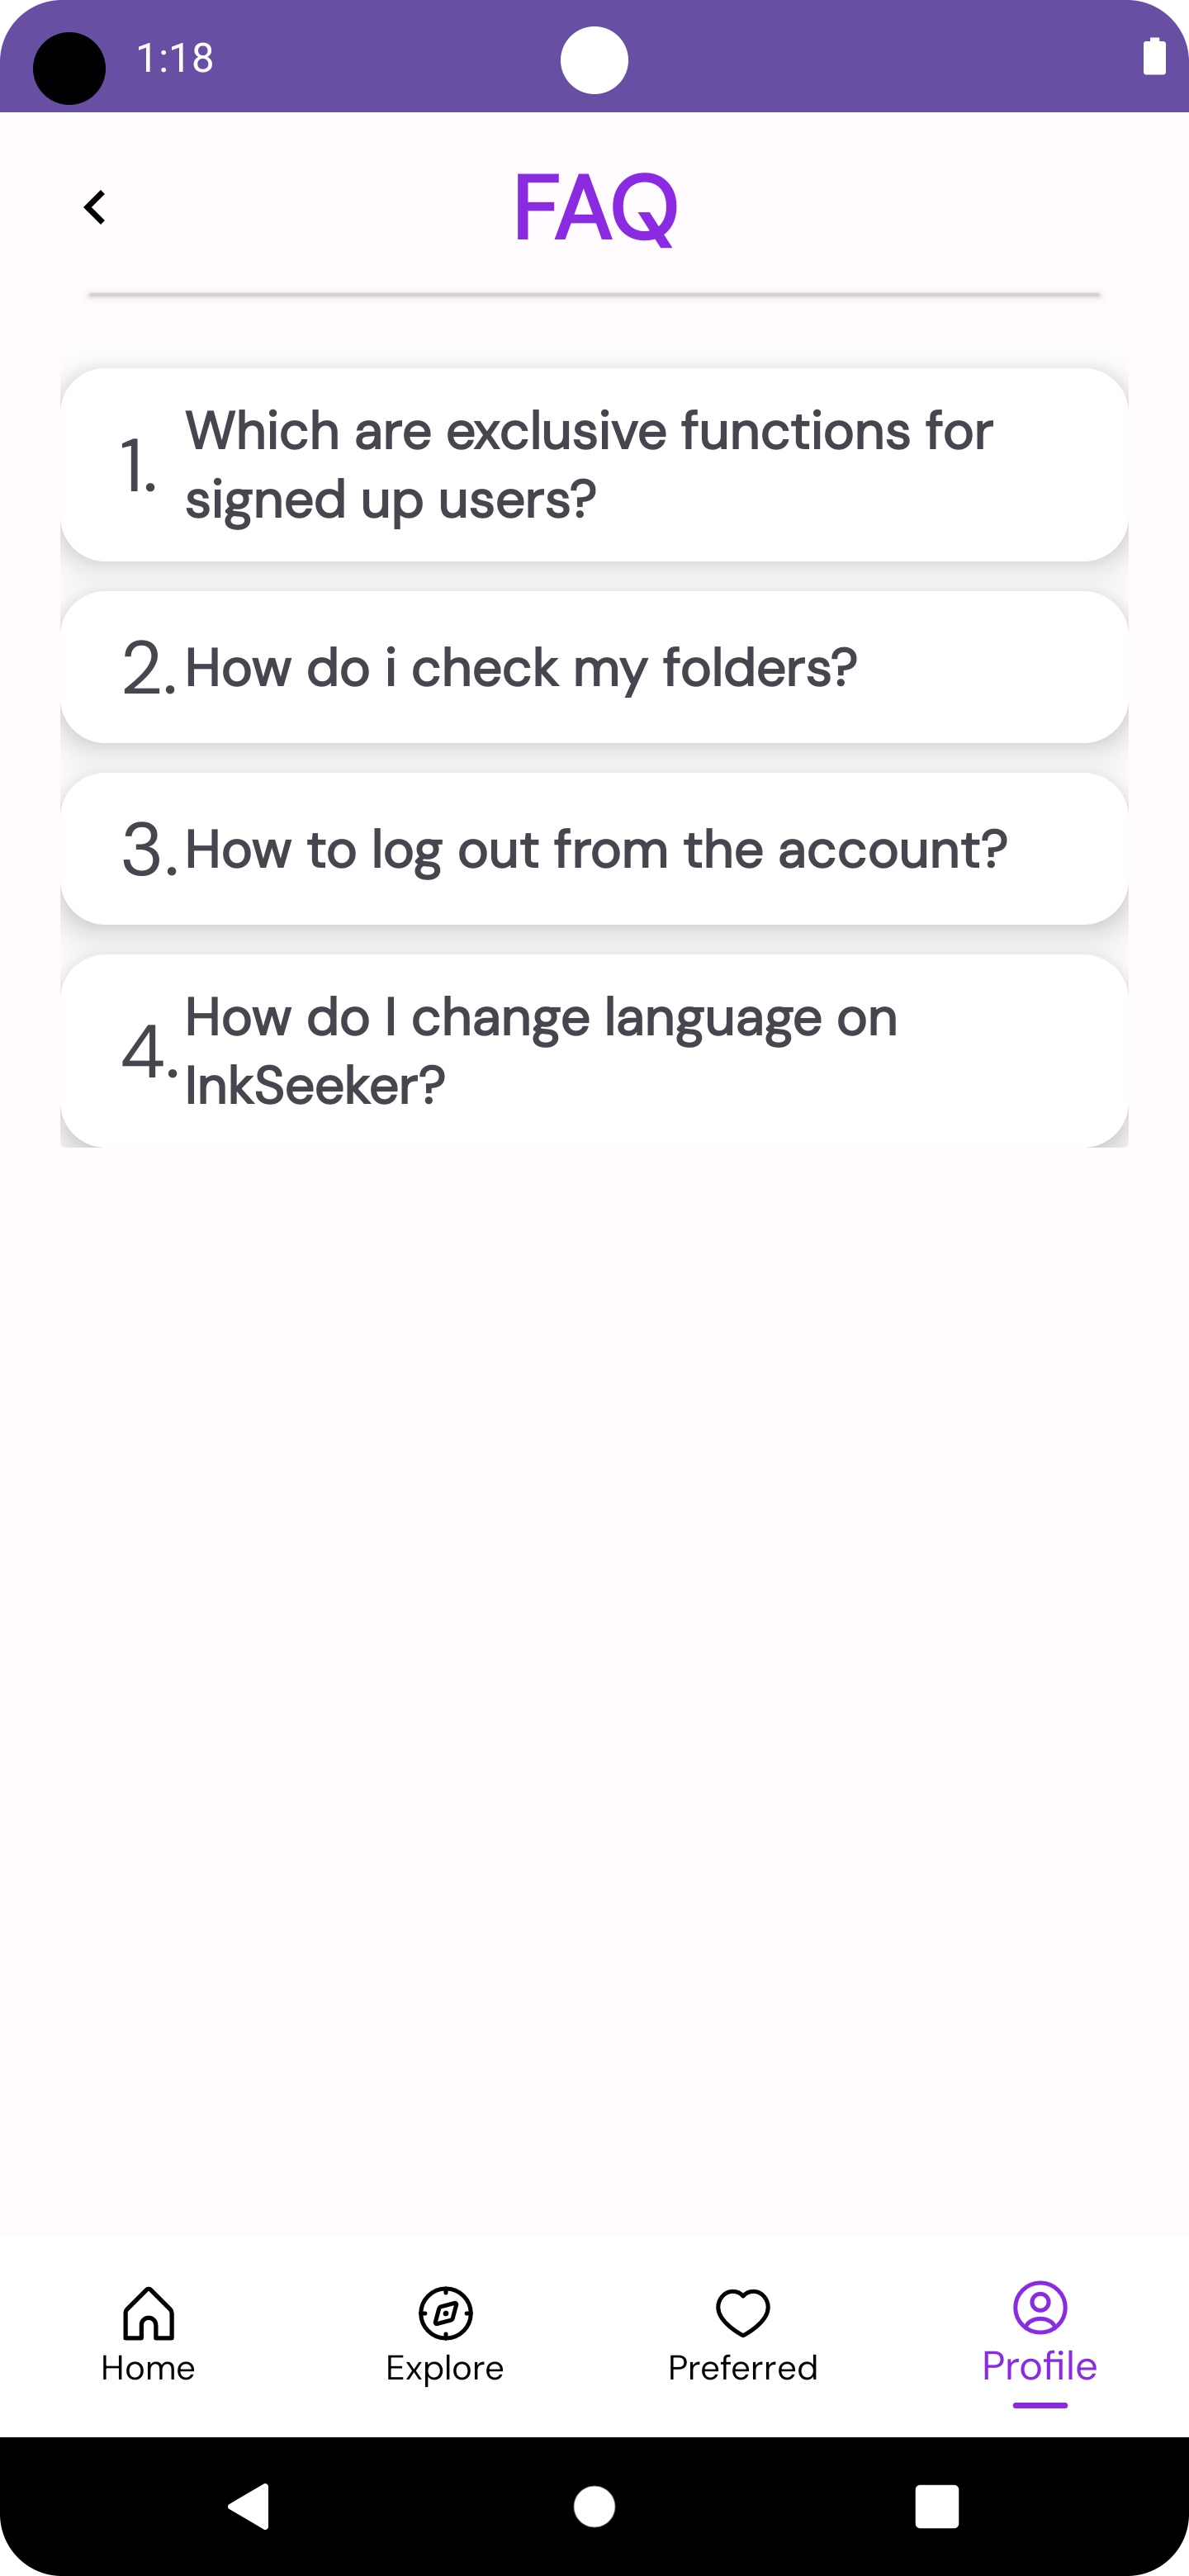 1:18
FAQ
1.
Which are exclusive functions for
signed up users?
2.
How do i check my folders?
3.
How to log out from the account?
4.
How do I change language on
InkSeeker?
Home
Explore
Preferred
Profile